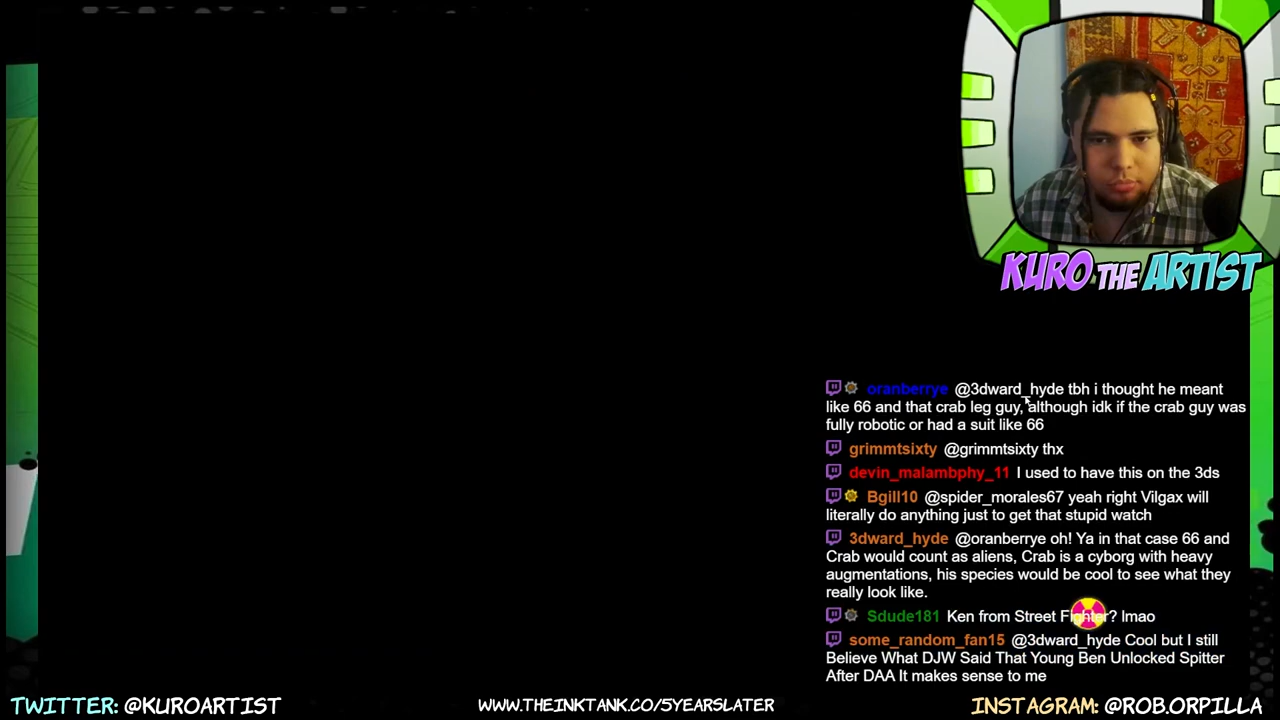 KURO THE ARTIST
oranberrye @3dward_hyde tbh i thought he meant
like 66 and that crab leg guy, although idk if the crab guy was
fully robotic or had a suit like 66
grimmtsixty @grimmtsixty thx
devin_malambphy_11 I used to have this on the 3ds
Bgill10 @spider_morales67 yeah right Vilgax will
literally do anything just to get that stupid watch
3dward_hyde @oranberrye oh! Ya in that case 66 and
Crab would count as aliens, Crab is a cyborg with heavy
augmentations, his species would be cool to see what they
really look like.
Sdude181 Ken from Street Fighter? lmao
some_random_fan15 @3dward_hyde Cool but I still
Believe What DJW Said That Young Ben Unlocked Spitter
After DAA It makes sense to me
TWITTER: @KUROARTIST WWW.THEINKTANK.CO/5YEARSLATER INSTAGRAM: @ROB.ORPILLA